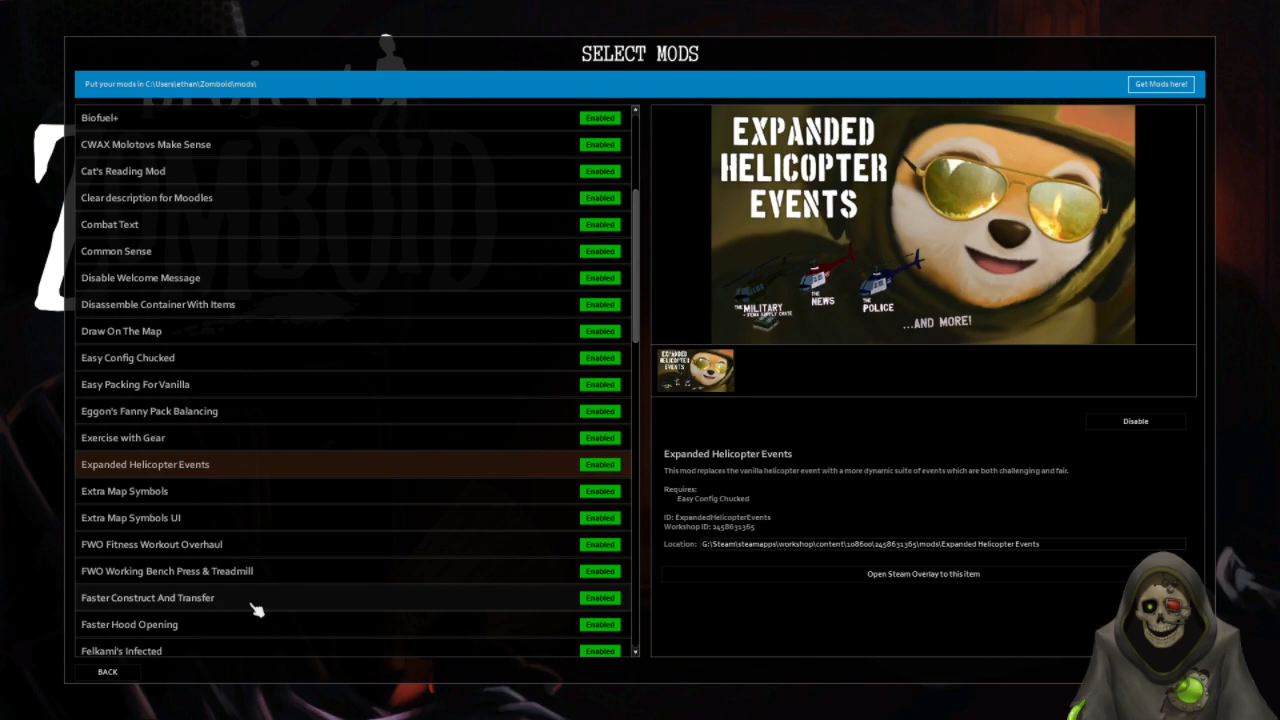 SELECT MODS
Put your mods in C:\Users\ethan\Zomboid\mods\
Get Mods here!
project
ZOMBOID
Biofuel+ Enabled
CWAX Molotovs Make Sense Enabled
Cat's Reading Mod Enabled
Clear description for Moodles Enabled
Combat Text Enabled
Common Sense Enabled
Disable Welcome Message Enabled
Disassemble Container With Items Enabled
Draw On The Map Enabled
Easy Config Chucked Enabled
Easy Packing For Vanilla Enabled
Eggon's Fanny Pack Balancing Enabled
Exercise with Gear Enabled
Expanded Helicopter Events Enabled
Extra Map Symbols Enabled
Extra Map Symbols UI Enabled
FWO Fitness Workout Overhaul Enabled
FWO Working Bench Press & Treadmill Enabled
Faster Construct And Transfer Enabled
Faster Hood Opening Enabled
Felkami's Infected Enabled
BACK
EXPANDED
HELICOPTER
EVENTS
THE MILITARY
THE NEWS
THE POLICE
...AND MORE!
EXPANDED
HELICOPTER
EVENTS
Disable
Expanded Helicopter Events
This mod replaces the vanilla helicopter event with a more dynamic suite of events which are both challenging and fair.
Requires:
Easy Config Chucked
ID: ExpandedHelicopterEvents
Workshop ID: 2458631365
Location: G:\Steam\steamapps\workshop\content\108600\2458631365\mods\Expanded Helicopter Events
Open Steam Overlay to this item